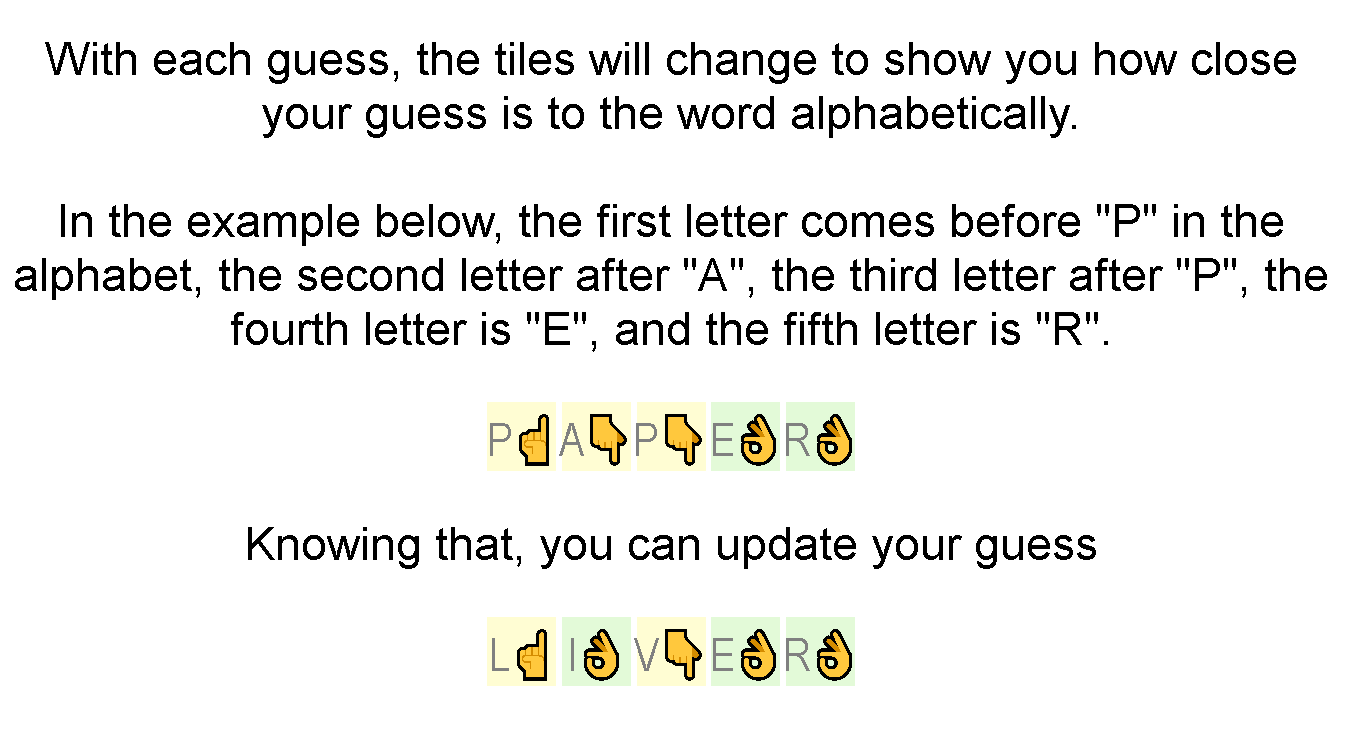 With each guess, the tiles will change to show you how close
your guess is to the word alphabetically.
In the example below, the first letter comes before "P" in the
alphabet, the second letter after "A", the third letter after "P", the
fourth letter is "E", and the fifth letter is "R".
P☝A👇P👇E👌R👌
Knowing that, you can update your guess
L☝I👌V👇E👌R👌